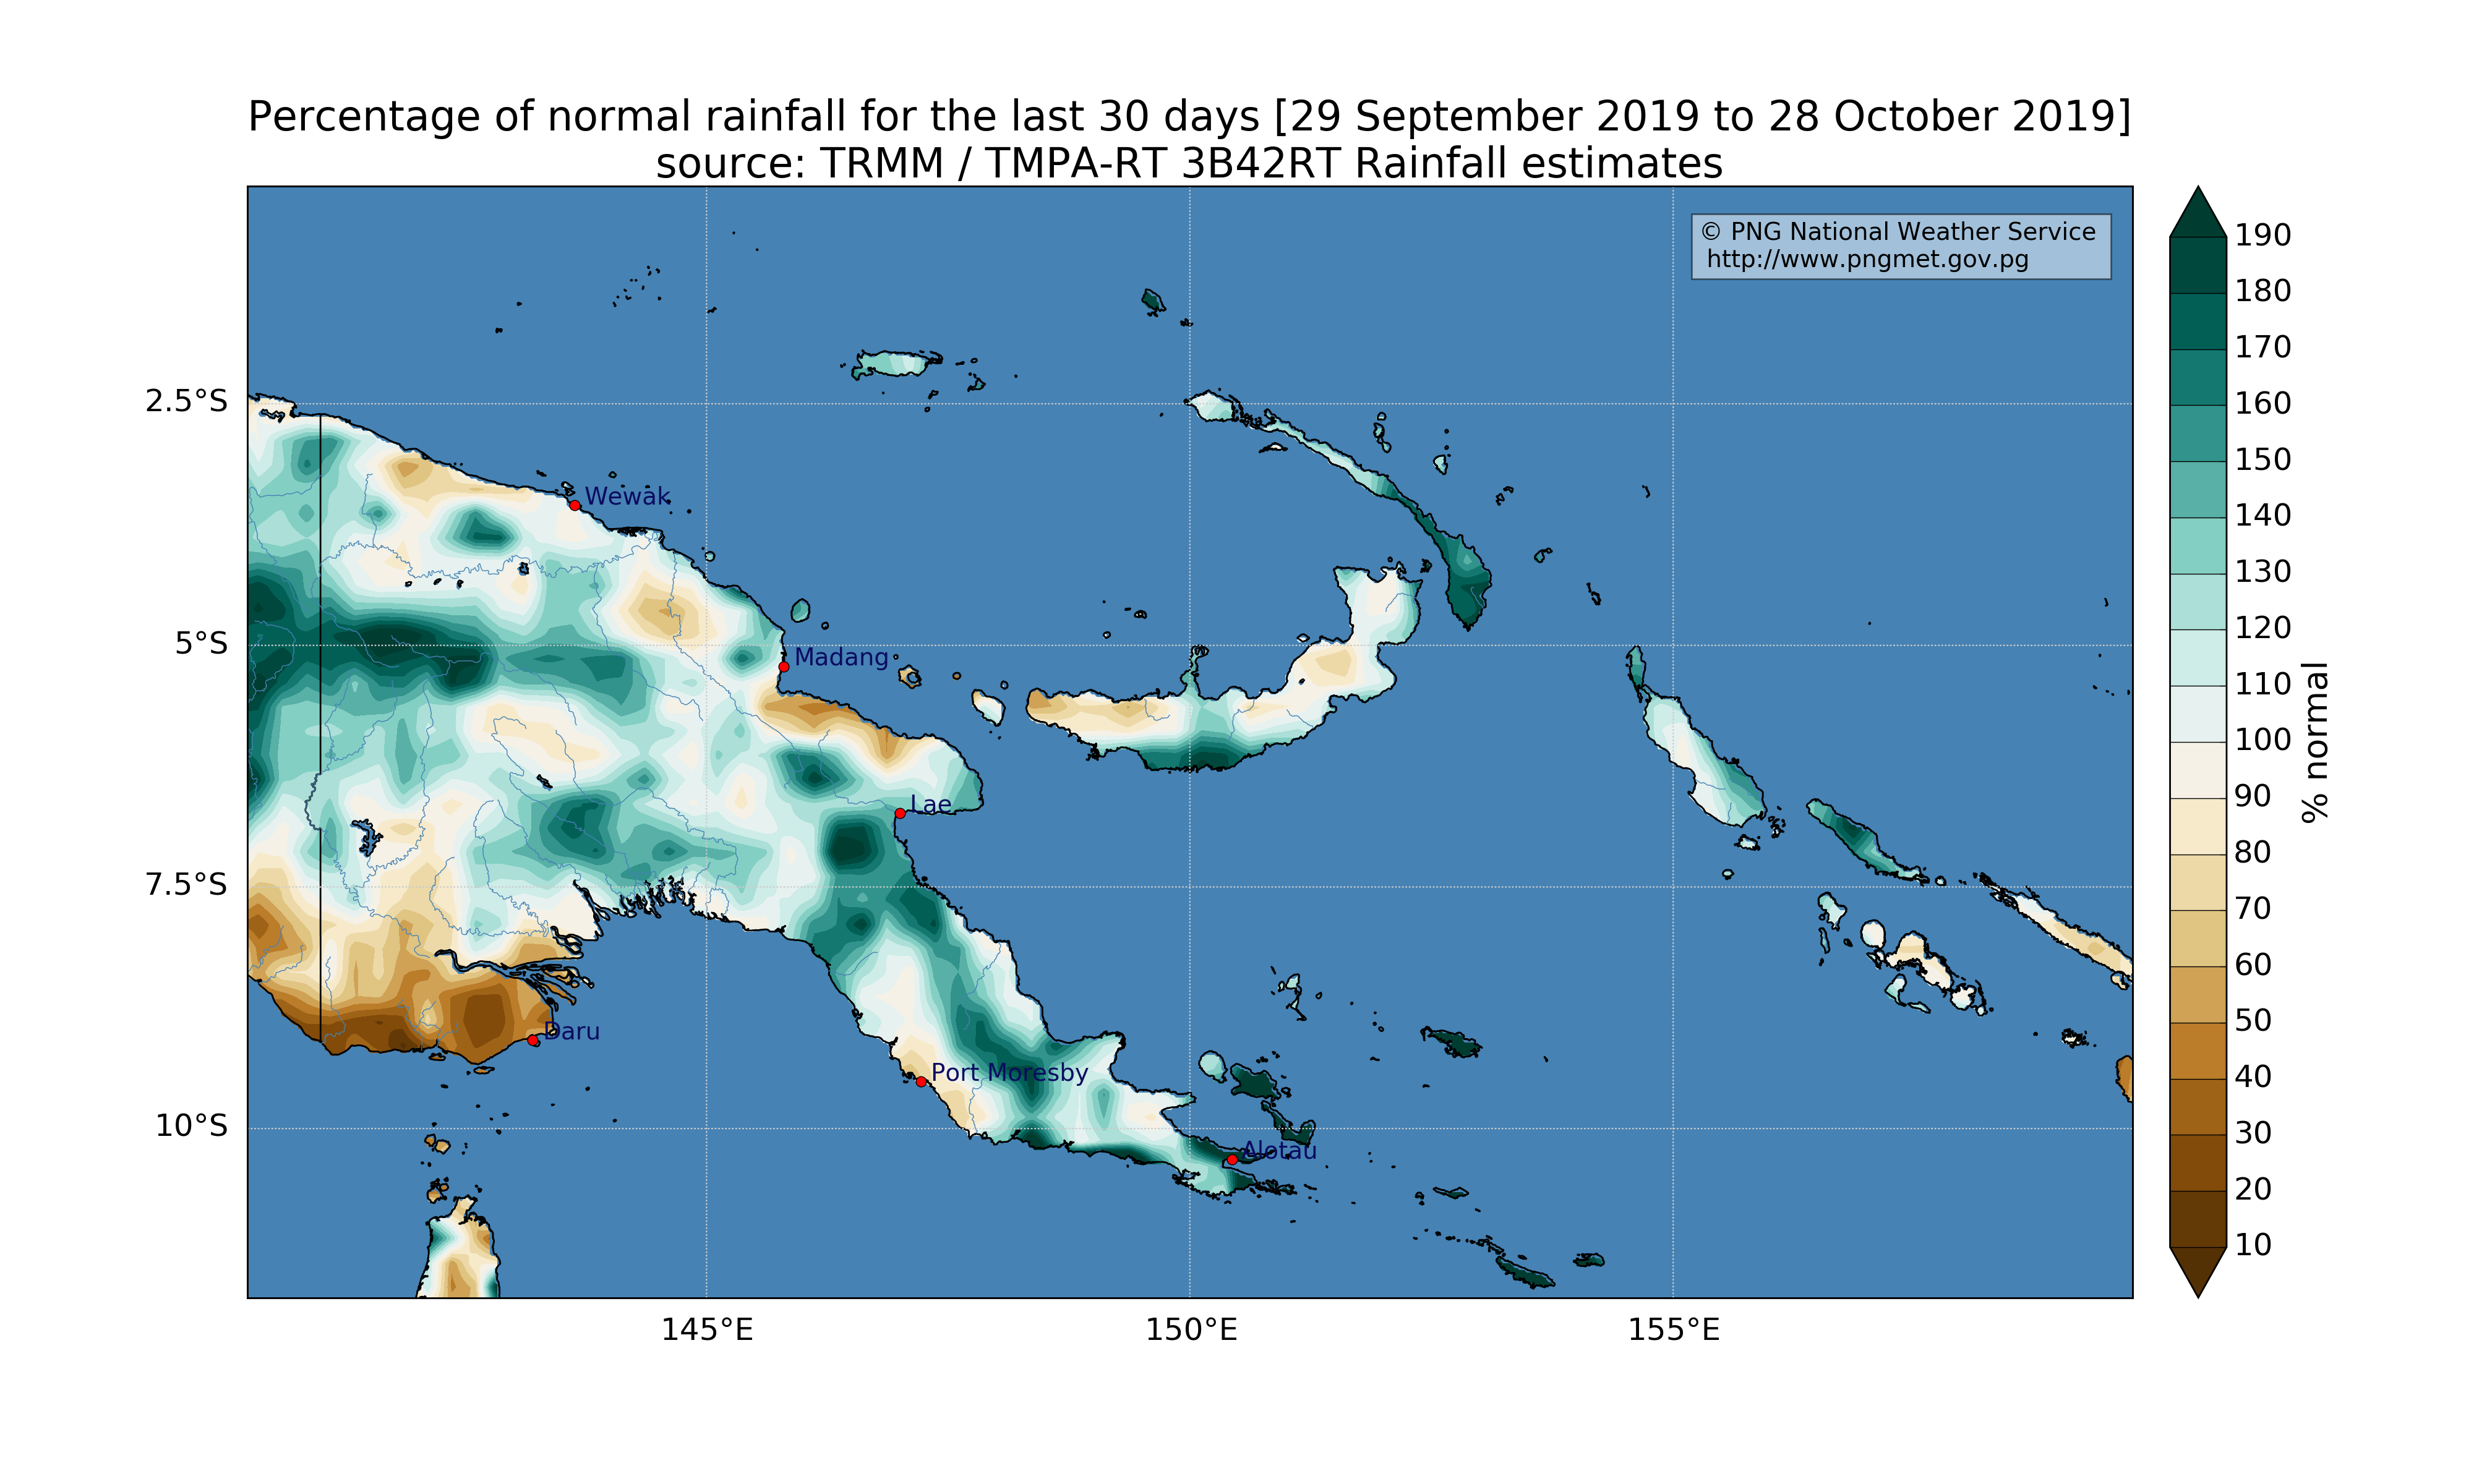 Percentage of normal rainfall for the last 30 days [29 September 2019 to 28 October 2019]
source: TRMM / TMPA-RT 3B42RT Rainfall estimates
© PNG National Weather Service
http://www.pngmet.gov.pg
2.5°S
5°S
7.5°S
10°S
Wewak
Madang
Lae
Daru
Port Moresby
Alotau
145°E
150°E
155°E
190
180
170
160
150
140
130
120
110
100
90
80
70
60
50
40
30
20
10
% normal